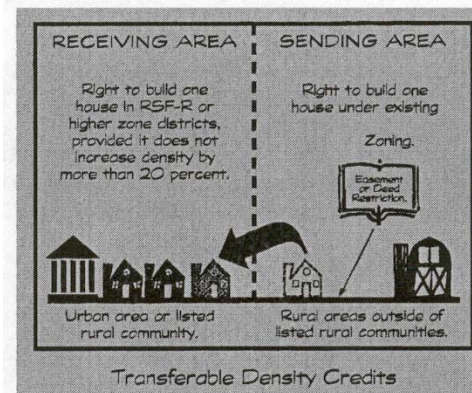 RECEIVING AREA
Right to build one
house in RSF-R or
higher zone districts,
provided it does not
increase density by
more than 20 percent.
Urban area or listed
rural community.
SENDING AREA
Right to build one
house under existing
Zoning.
Easement
or Deed
Restriction.
Rural areas outside of
listed rural communities.
Transferable Density Credits